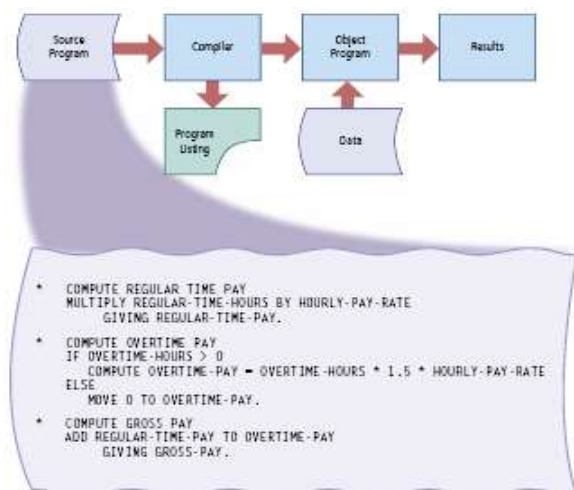 Source
Program
Compiler
Object
Program
Results
Program
Listing
Data
* COMPUTE REGULAR TIME PAY
MULTIPLY REGULAR-TIME-HOURS BY HOURLY-PAY-RATE
GIVING REGULAR-TIME-PAY.
* COMPUTE OVERTIME PAY
IF OVERTIME-HOURS > 0
COMPUTE OVERTIME-PAY = OVERTIME-HOURS * 1.5 * HOURLY-PAY-RATE
ELSE
MOVE 0 TO OVERTIME-PAY.
* COMPUTE GROSS PAY
ADD REGULAR-TIME-PAY TO OVERTIME-PAY
GIVING GROSS-PAY.